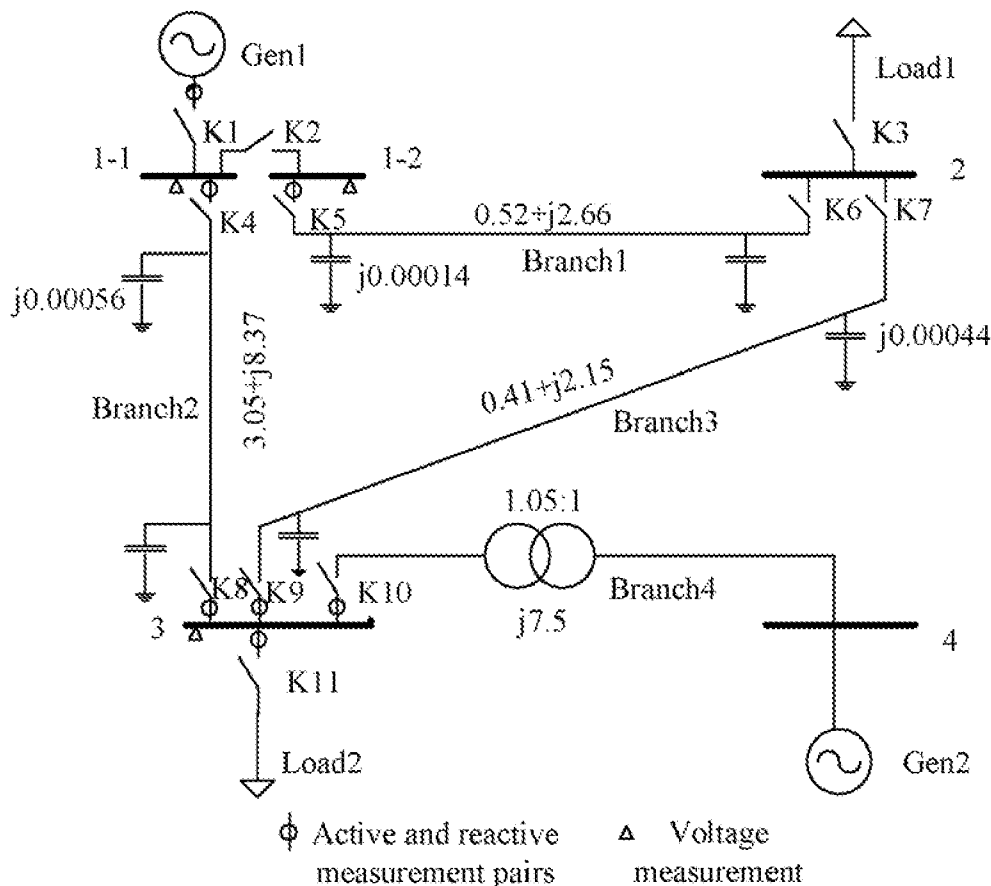 Gen1
Load1
K1
K2
K3
1-1
1-2
2
K4
K5
K6
K7
0.52+j2.66
Branch1
j0.00014
j0.00056
j0.00044
3.05+j8.37
Branch2
0.41+j2.15
Branch3
1.05:1
K8
K9
K10
Branch4
j7.5
3
4
K11
Load2
Gen2
Active and reactive
measurement pairs
Voltage
measurement